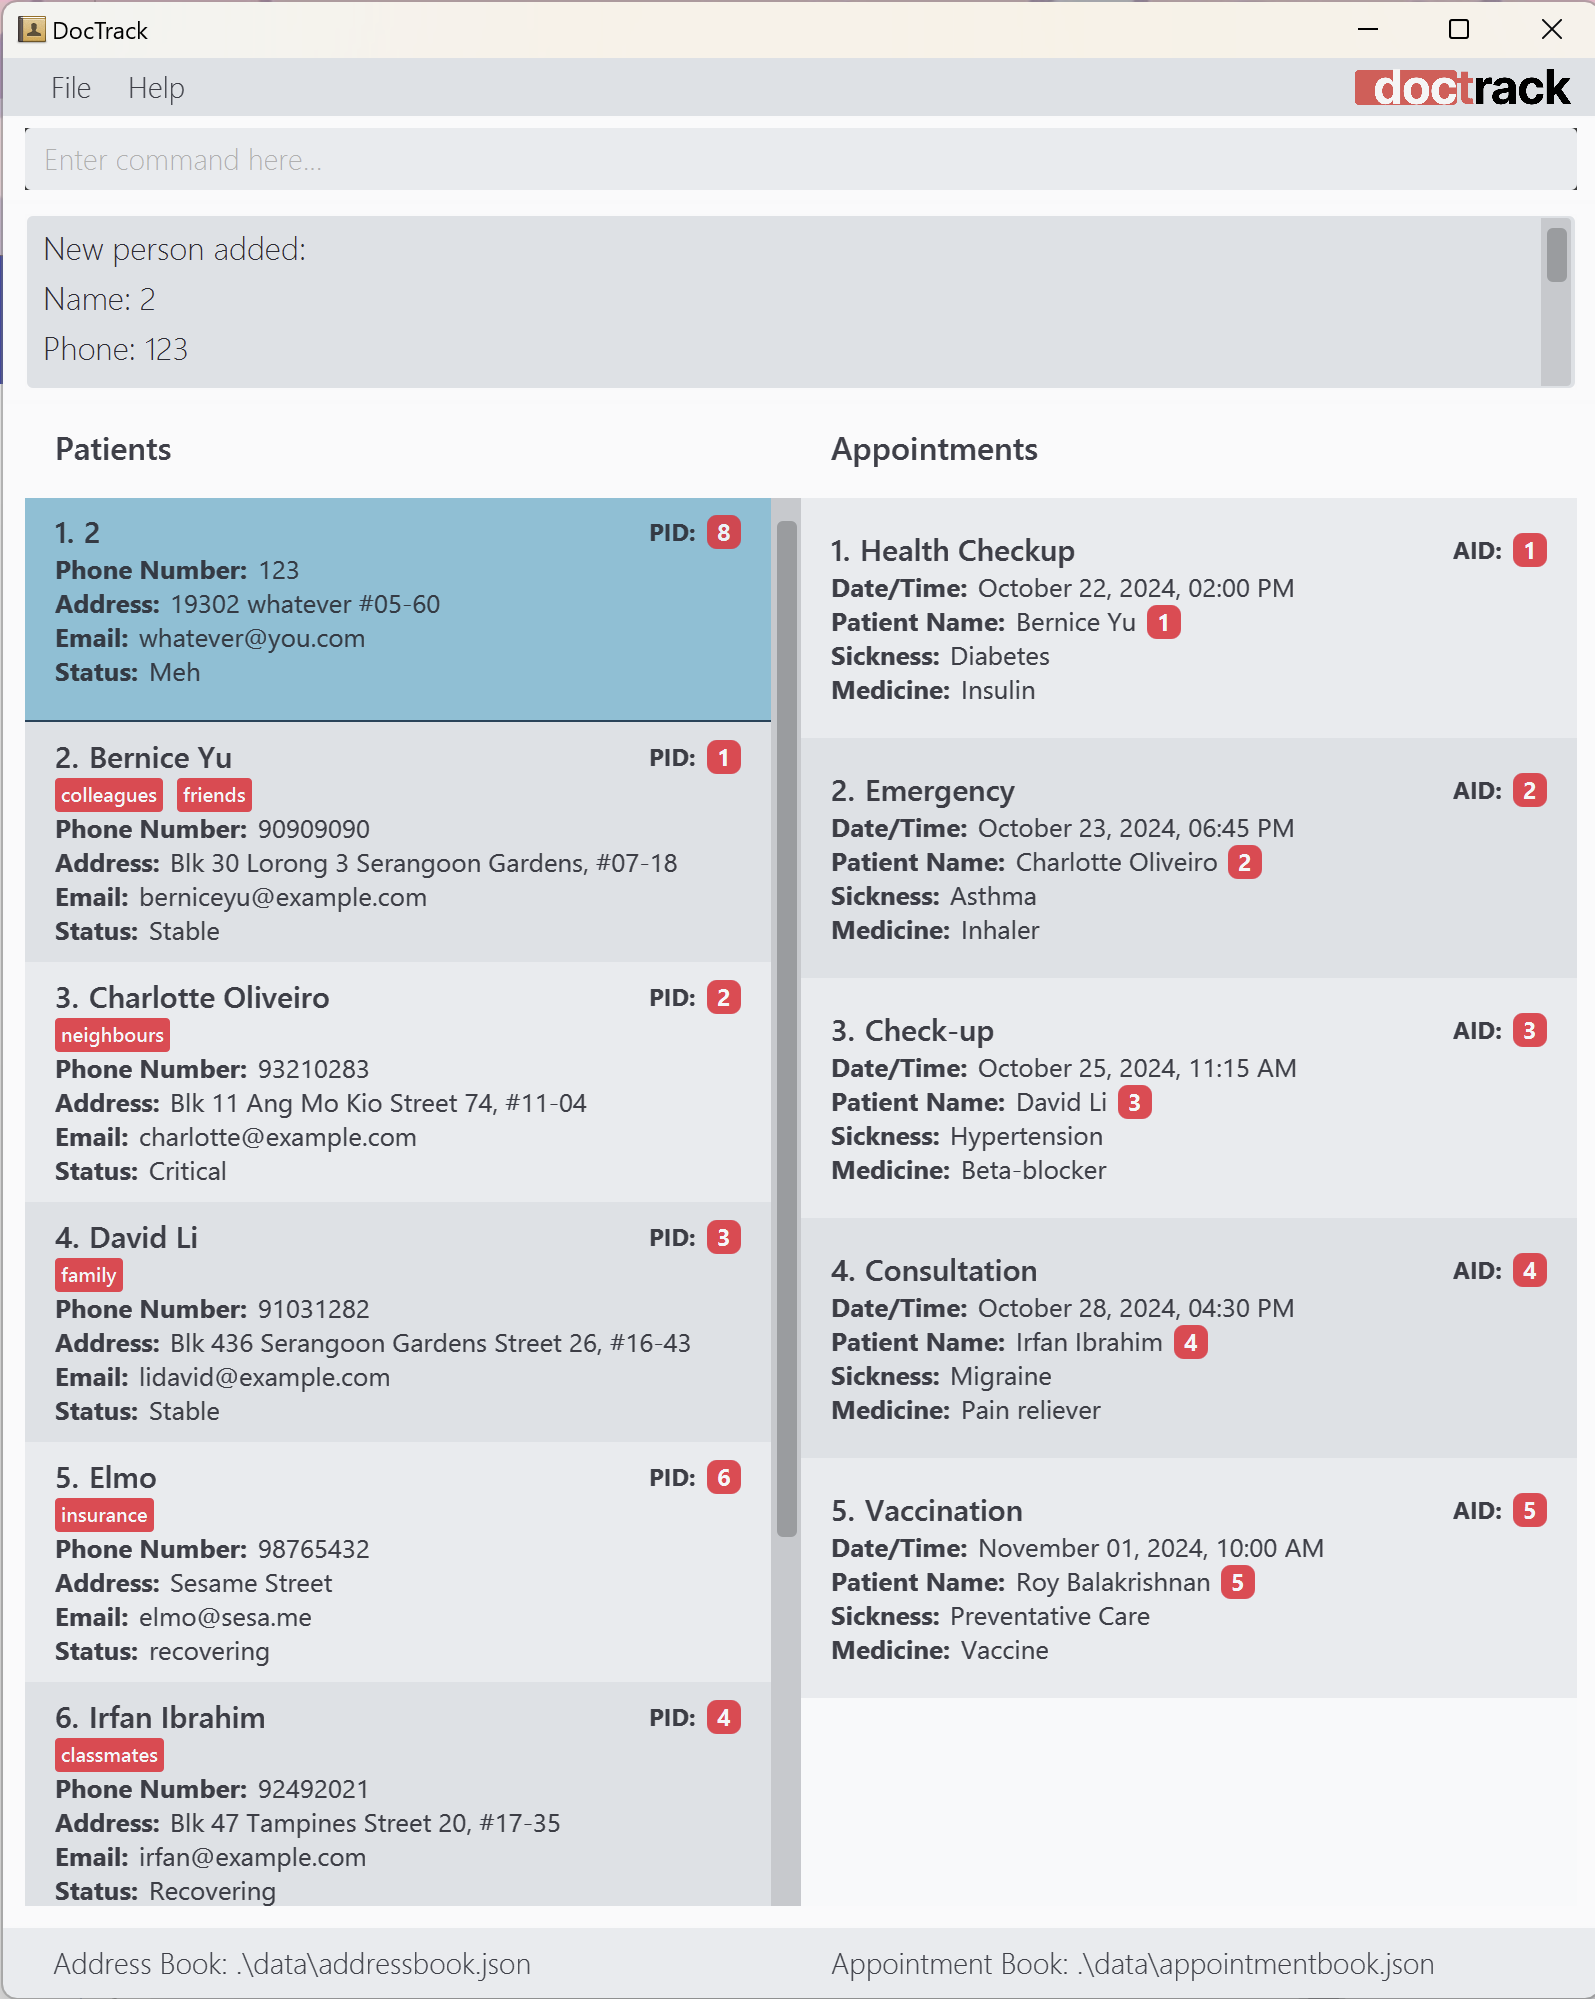 DocTrack
File Help
doctrack
Enter command here...
New person added:
Name: 2
Phone: 123
Patients
1. 2 PID: 8
Phone Number: 123
Address: 19302 whatever #05-60
Email: whatever@you.com
Status: Meh
2. Bernice Yu PID: 1
colleagues friends
Phone Number: 90909090
Address: Blk 30 Lorong 3 Serangoon Gardens, #07-18
Email: berniceyu@example.com
Status: Stable
3. Charlotte Oliveiro PID: 2
neighbours
Phone Number: 93210283
Address: Blk 11 Ang Mo Kio Street 74, #11-04
Email: charlotte@example.com
Status: Critical
4. David Li PID: 3
family
Phone Number: 91031282
Address: Blk 436 Serangoon Gardens Street 26, #16-43
Email: lidavid@example.com
Status: Stable
5. Elmo PID: 6
insurance
Phone Number: 98765432
Address: Sesame Street
Email: elmo@sesa.me
Status: recovering
6. Irfan Ibrahim PID: 4
classmates
Phone Number: 92492021
Address: Blk 47 Tampines Street 20, #17-35
Email: irfan@example.com
Status: Recovering
Appointments
1. Health Checkup AID: 1
Date/Time: October 22, 2024, 02:00 PM
Patient Name: Bernice Yu 1
Sickness: Diabetes
Medicine: Insulin
2. Emergency AID: 2
Date/Time: October 23, 2024, 06:45 PM
Patient Name: Charlotte Oliveiro 2
Sickness: Asthma
Medicine: Inhaler
3. Check-up AID: 3
Date/Time: October 25, 2024, 11:15 AM
Patient Name: David Li 3
Sickness: Hypertension
Medicine: Beta-blocker
4. Consultation AID: 4
Date/Time: October 28, 2024, 04:30 PM
Patient Name: Irfan Ibrahim 4
Sickness: Migraine
Medicine: Pain reliever
5. Vaccination AID: 5
Date/Time: November 01, 2024, 10:00 AM
Patient Name: Roy Balakrishnan 5
Sickness: Preventative Care
Medicine: Vaccine
Address Book: .\data\addressbook.json
Appointment Book: .\data\appointmentbook.json